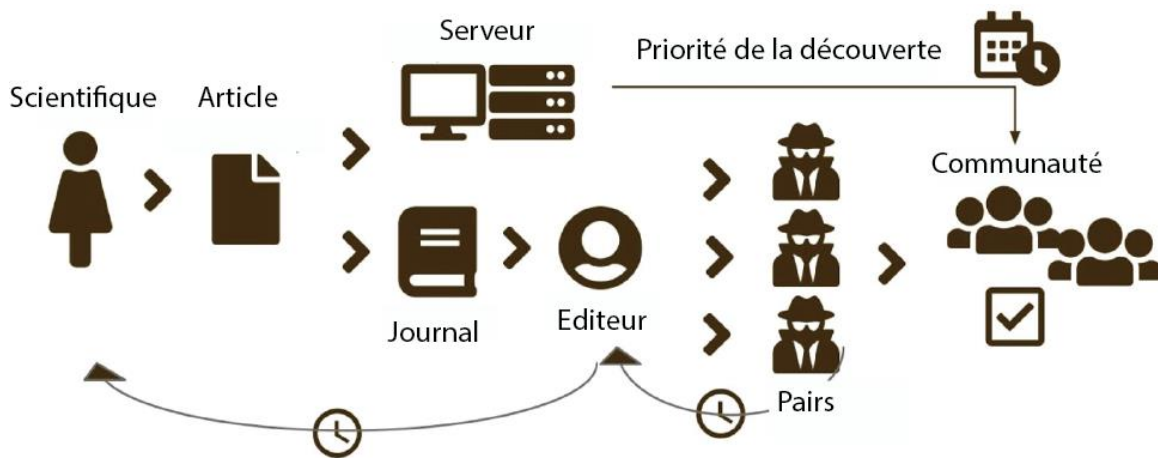 Serveur
Priorité de la découverte
Scientifique
Article
Communauté
Journal
Editeur
Pairs